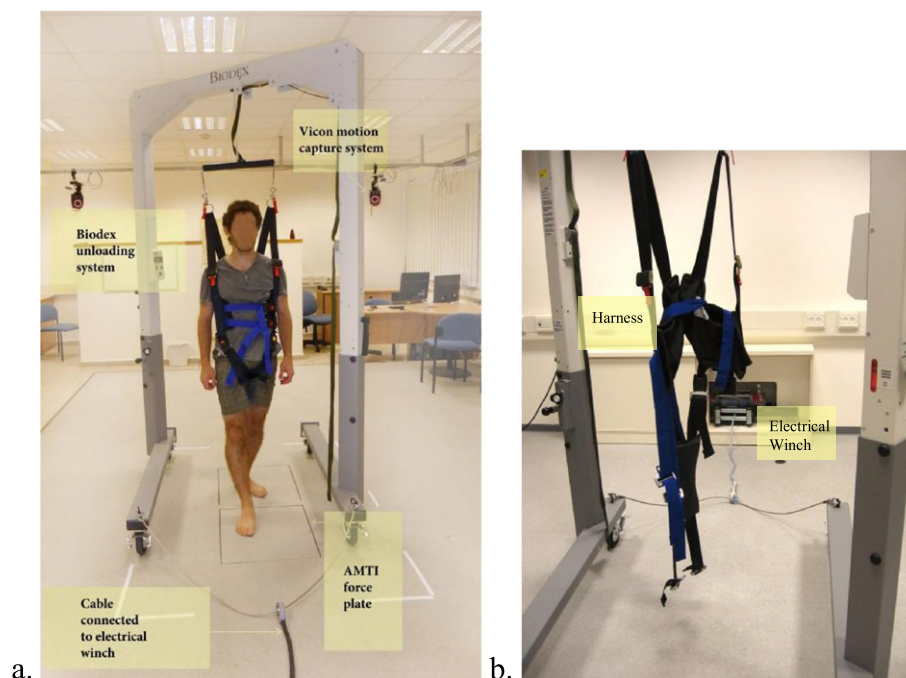 BIODEX
Vicon motion
capture system
Biodex
unloading
system
AMTI
force
plate
Cable
connected
to electrical
winch
a.
Harness
Electrical
Winch
b.